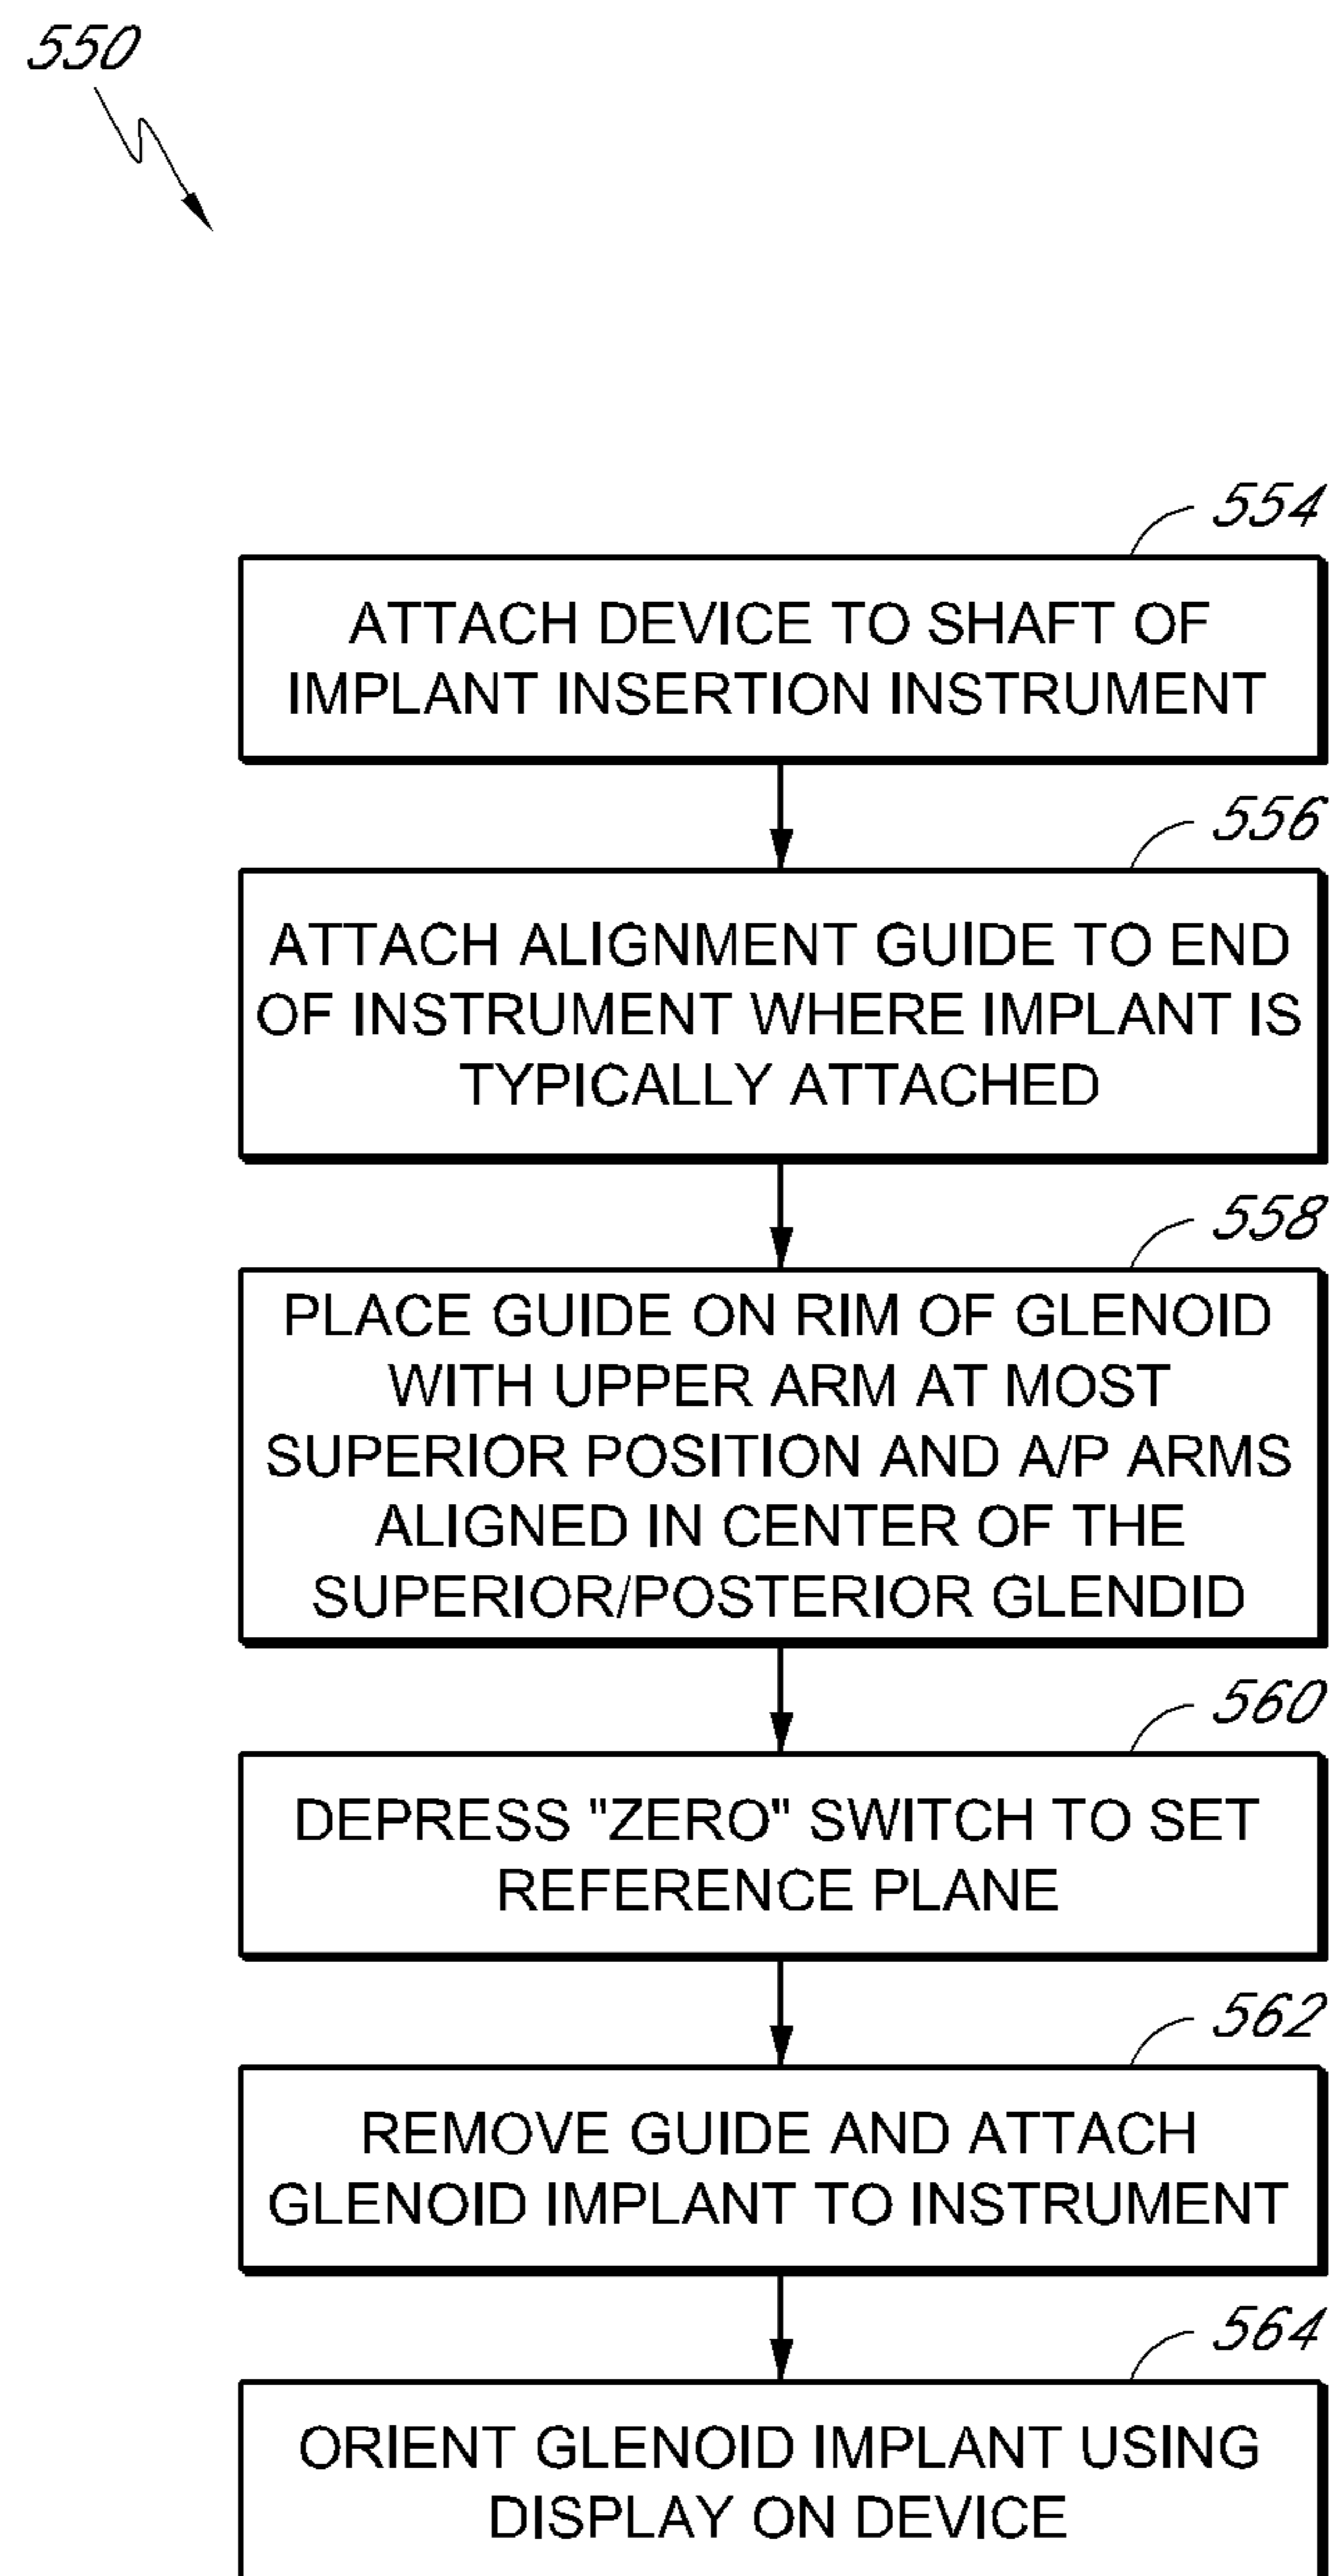 550
554
ATTACH DEVICE TO SHAFT OF
IMPLANT INSERTION INSTRUMENT
556
ATTACH ALIGNMENT GUIDE TO END
OF INSTRUMENT WHERE IMPLANT IS
TYPICALLY ATTACHED
558
PLACE GUIDE ON RIM OF GLENOID
WITH UPPER ARM AT MOST
SUPERIOR POSITION AND A/P ARMS
ALIGNED IN CENTER OF THE
SUPERIOR/POSTERIOR GLENDID
560
DEPRESS "ZERO" SWITCH TO SET
REFERENCE PLANE
562
REMOVE GUIDE AND ATTACH
GLENOID IMPLANT TO INSTRUMENT
564
ORIENT GLENOID IMPLANT USING
DISPLAY ON DEVICE